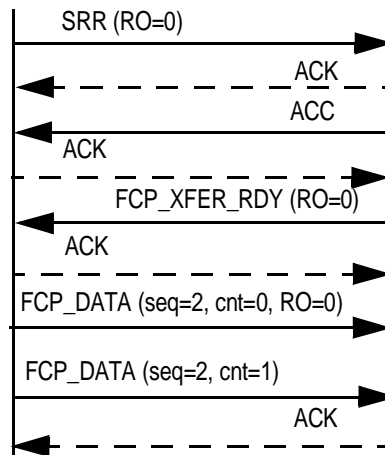 SRR (RO=0)
ACK
ACC
ACK
FCP_XFER_RDY (RO=0)
ACK
FCP_DATA (seq=2, cnt=0, RO=0)
FCP_DATA (seq=2, cnt=1)
ACK